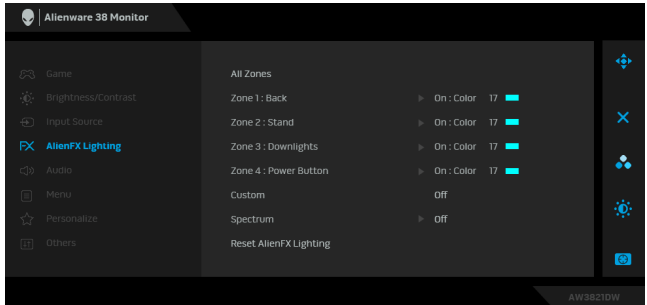 Alienware 38 Monitor
Game
Brightness/Contrast
Input Source
FX AlienFX Lighting
Audio
Menu
Personalize
Others
All Zones
Zone 1 : Back On : Color 17
Zone 2 : Stand On : Color 17
Zone 3 : Downlights On : Color 17
Zone 4 : Power Button On : Color 17
Custom Off
Spectrum Off
Reset AlienFX Lighting
AW3821DW